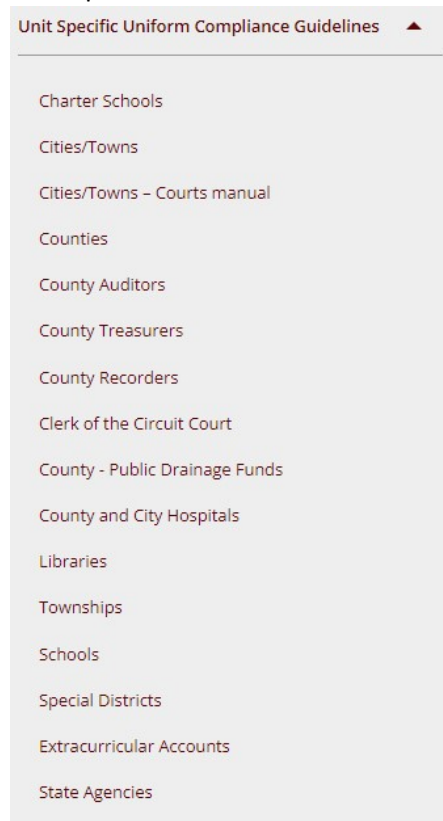 Unit Specific Uniform Compliance Guidelines
Charter Schools
Cities/Towns
Cities/Towns – Courts manual
Counties
County Auditors
County Treasurers
County Recorders
Clerk of the Circuit Court
County - Public Drainage Funds
County and City Hospitals
Libraries
Townships
Schools
Special Districts
Extracurricular Accounts
State Agencies